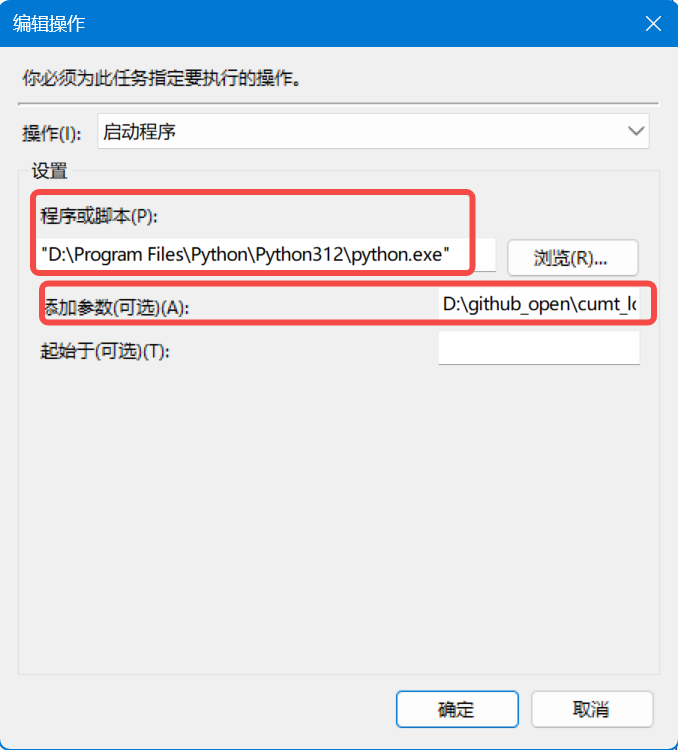 编辑操作
你必须为此任务指定要执行的操作。
操作(I): 启动程序
设置
程序或脚本(P):
"D:\Program Files\Python\Python312\python.exe" 浏览(R)...
添加参数(可选)(A): D:\github_open\cumt_lo
起始于(可选)(T):
确定 取消